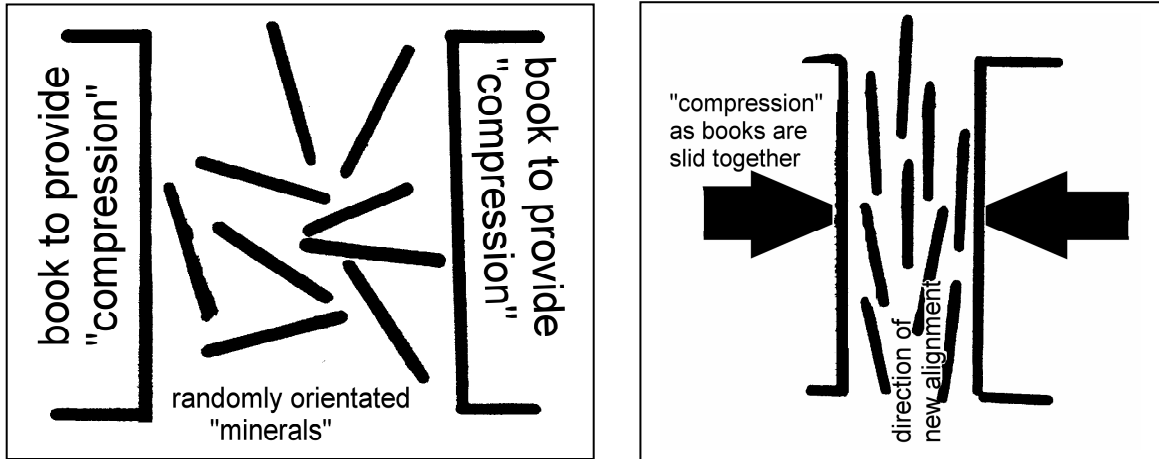 book to provide
"compression"
book to provide
"compression"
randomly orientated
"minerals"
"compression"
as books are
slid together
direction of
new alignment